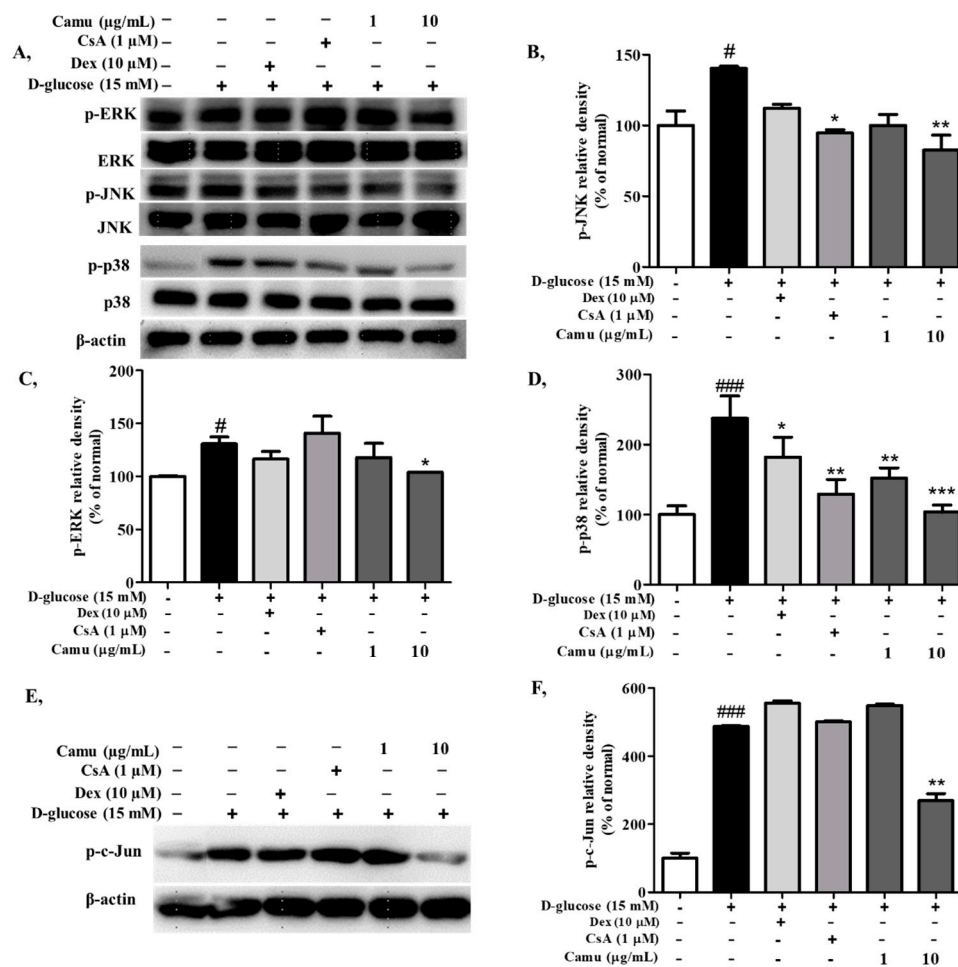 A,
Camu (µg/mL) – – – – 1 10
CsA (1 µM) – – – + – –
Dex (10 µM) – – + – – –
D-glucose (15 mM) – + + + + +
p-ERK
ERK
p-JNK
JNK
p-p38
p38
β-actin
B,
p-JNK relative density
(% of normal)
150
100
50
0
#
*
**
D-glucose (15 mM) - + + + + +
Dex (10 µM) - - + - - -
CsA (1 µM) - - - + - -
Camu (µg/mL) - - - - 1 10
C,
p-ERK relative density
(% of normal)
200
150
100
50
0
#
*
D-glucose (15 mM) - + + + + +
Dex (10 µM) - - + - - -
CsA (1 µM) - - - + - -
Camu (µg/mL) - - - - 1 10
D,
p-p38 relative density
(% of normal)
300
200
100
0
###
*
**
**
***
D-glucose (15 mM) - + + + + +
Dex (10 µM) - - + - - -
CsA (1 µM) - - - + - -
Camu (µg/mL) - - - - 1 10
E,
Camu (µg/mL) – – – – 1 10
CsA (1 µM) – – – + – –
Dex (10 µM) – – + – – –
D-glucose (15 mM) – + + + + +
p-c-Jun
β-actin
F,
p-c-Jun relative density
(% of normal)
600
400
200
0
###
**
D-glucose (15 mM) - + + + + +
Dex (10 µM) - - + - - -
CsA (1 µM) - - - + - -
Camu (µg/mL) - - - - 1 10